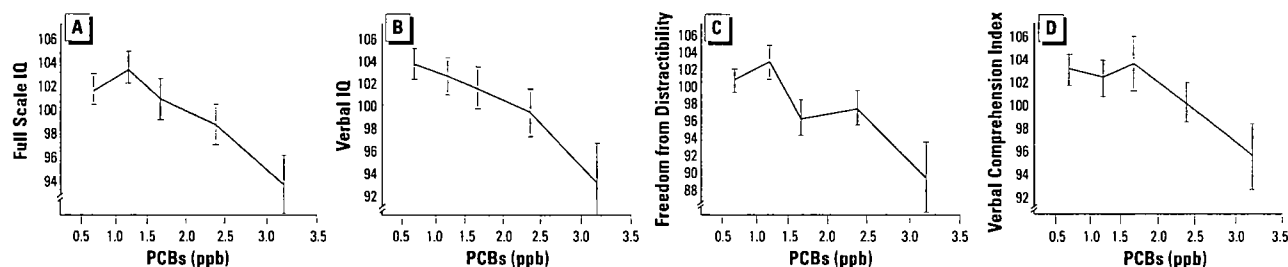 A
Full Scale IQ
106
104
102
100
98
96
94
0.5 1.0 1.5 2.0 2.5 3.0 3.5
PCBs (ppb)
B
Verbal IQ
106
104
102
100
98
96
94
92
0.5 1.0 1.5 2.0 2.5 3.0 3.5
PCBs (ppb)
C
Freedom from Distractibility
106
104
102
100
98
96
94
92
90
88
0.5 1.0 1.5 2.0 2.5 3.0 3.5
PCBs (ppb)
D
Verbal Comprehension Index
106
104
102
100
98
96
94
92
0.5 1.0 1.5 2.0 2.5 3.0 3.5
PCBs (ppb)